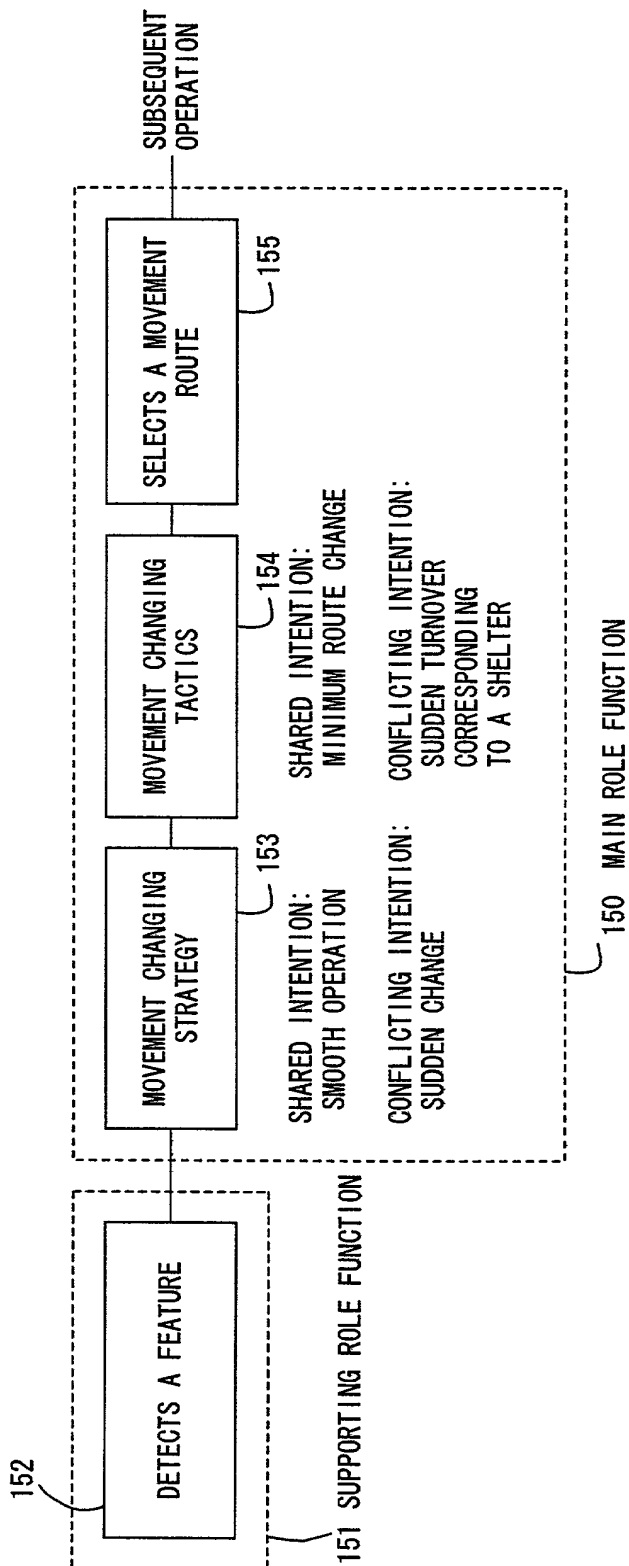 152
DETECTS A FEATURE
151 SUPPORTING ROLE FUNCTION
MOVEMENT CHANGING
STRATEGY
153
SHARED INTENTION:
SMOOTH OPERATION
CONFLICTING INTENTION:
SUDDEN CHANGE
MOVEMENT CHANGING
TACTICS
154
SHARED INTENTION:
MINIMUM ROUTE CHANGE
CONFLICTING INTENTION:
SUDDEN TURNOVER
CORRESPONDING
TO A SHELTER
SELECTS A MOVEMENT
ROUTE
155
SUBSEQUENT
OPERATION
150 MAIN ROLE FUNCTION